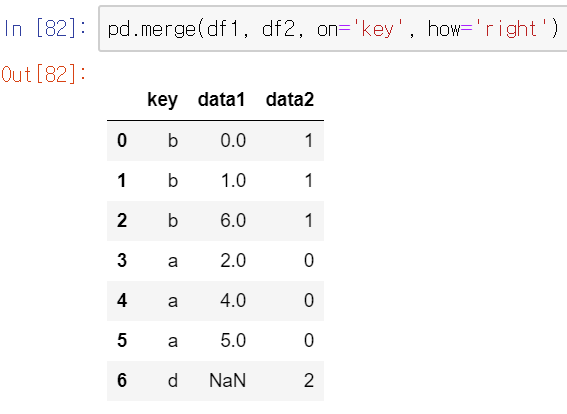 In [82]: pd.merge(df1, df2, on='key', how='right')
Out[82]:
key data1 data2
0 b 0.0 1
1 b 1.0 1
2 b 6.0 1
3 a 2.0 0
4 a 4.0 0
5 a 5.0 0
6 d NaN 2